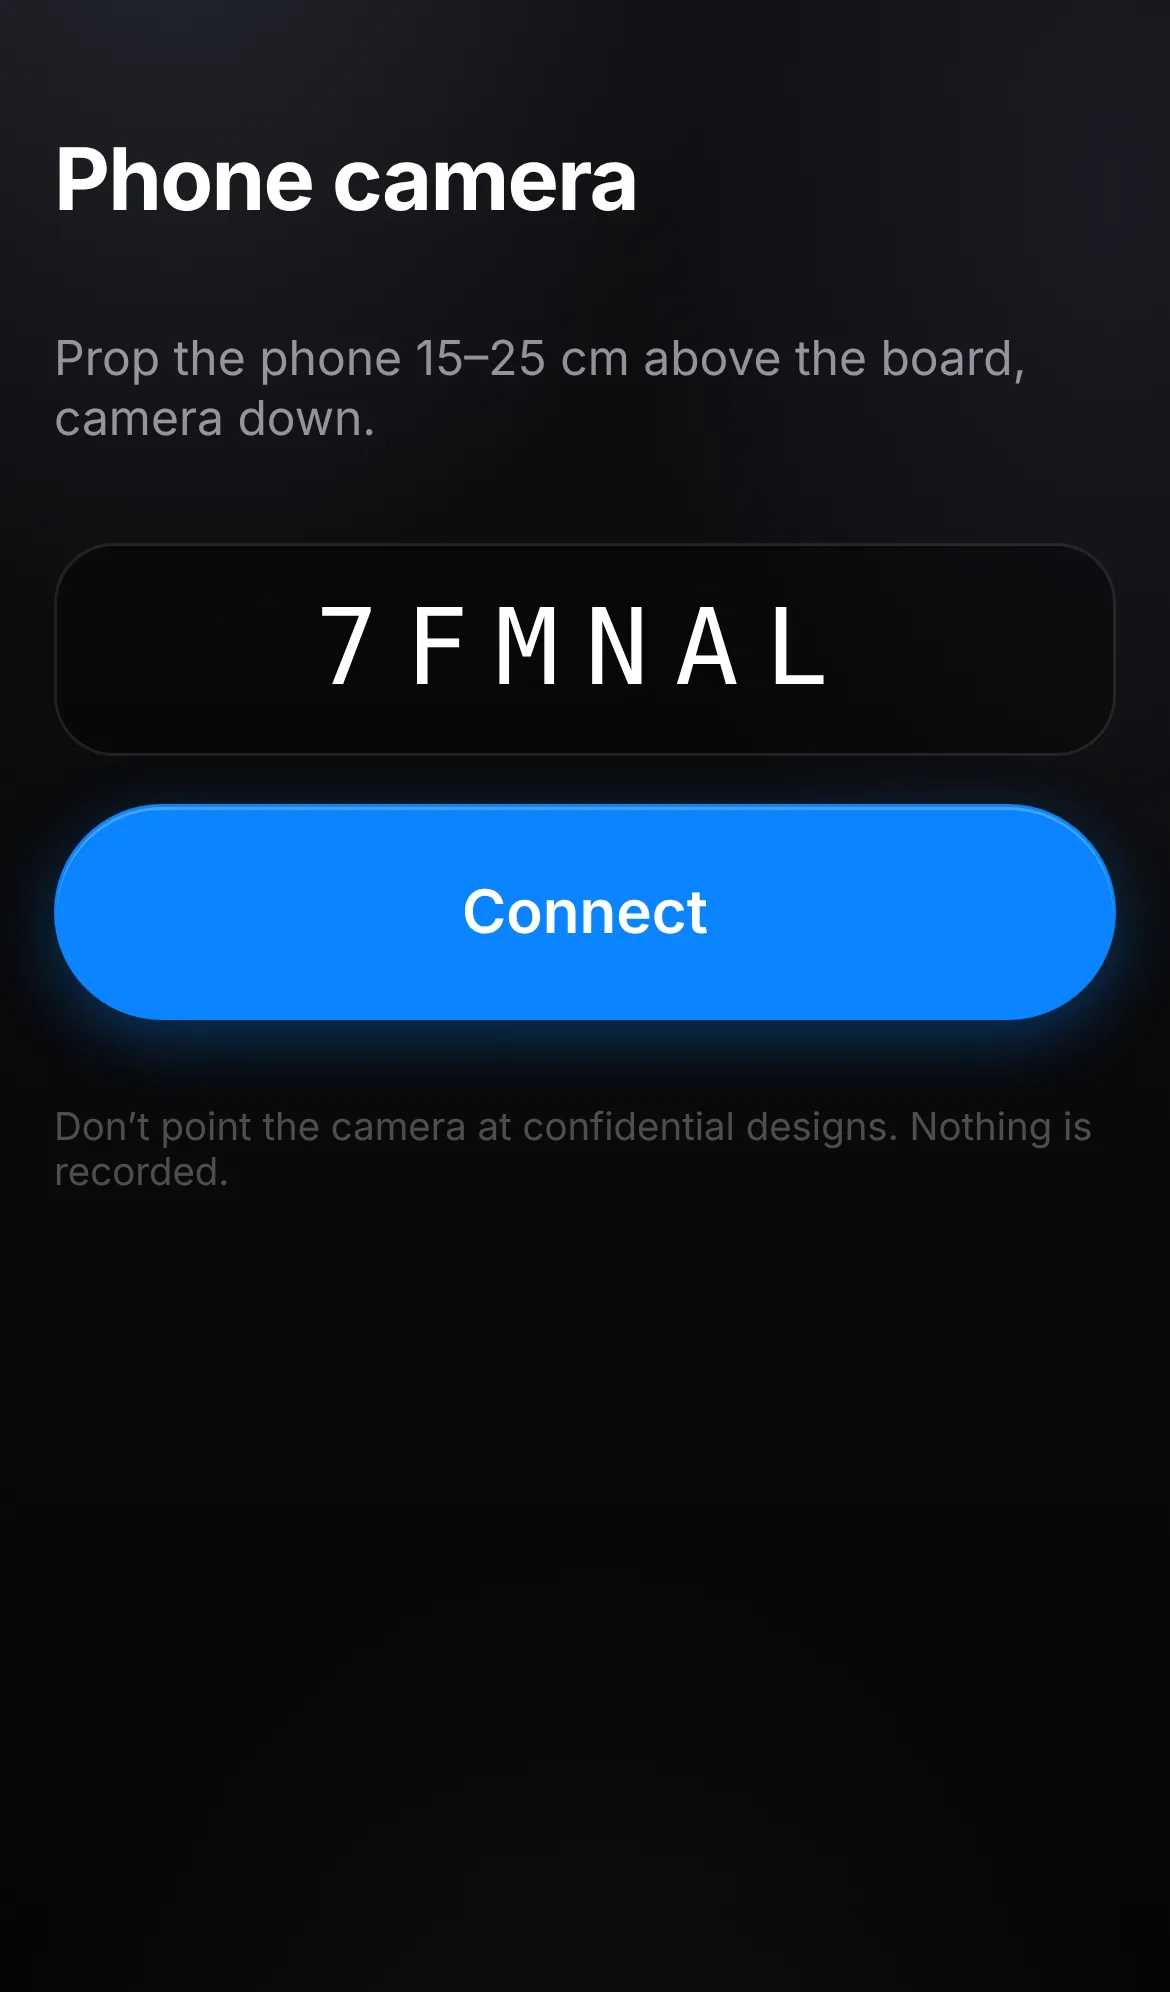 Phone camera
Prop the phone 15–25 cm above the board,
camera down.
7FMNAL
Connect
Don’t point the camera at confidential designs. Nothing is
recorded.